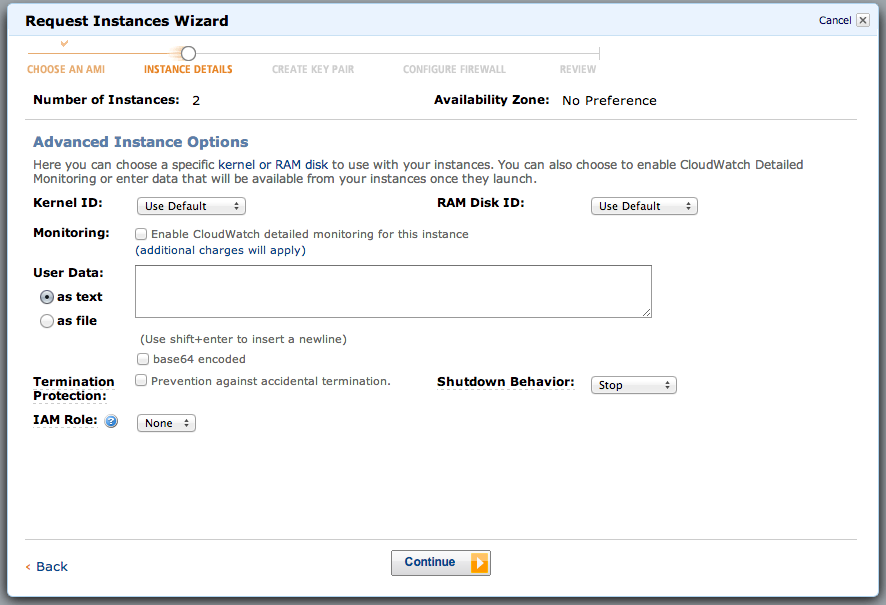 Request Instances Wizard
Cancel
CHOOSE AN AMI INSTANCE DETAILS CREATE KEY PAIR CONFIGURE FIREWALL REVIEW
Number of Instances: 2 Availability Zone: No Preference
Advanced Instance Options
Here you can choose a specific kernel or RAM disk to use with your instances. You can also choose to enable CloudWatch Detailed
Monitoring or enter data that will be available from your instances once they launch.
Kernel ID: Use Default RAM Disk ID: Use Default
Monitoring: Enable CloudWatch detailed monitoring for this instance
(additional charges will apply)
User Data:
as text
as file
(Use shift+enter to insert a newline)
base64 encoded
Termination Prevention against accidental termination. Shutdown Behavior: Stop
Protection:
IAM Role: ? None
‹ Back Continue